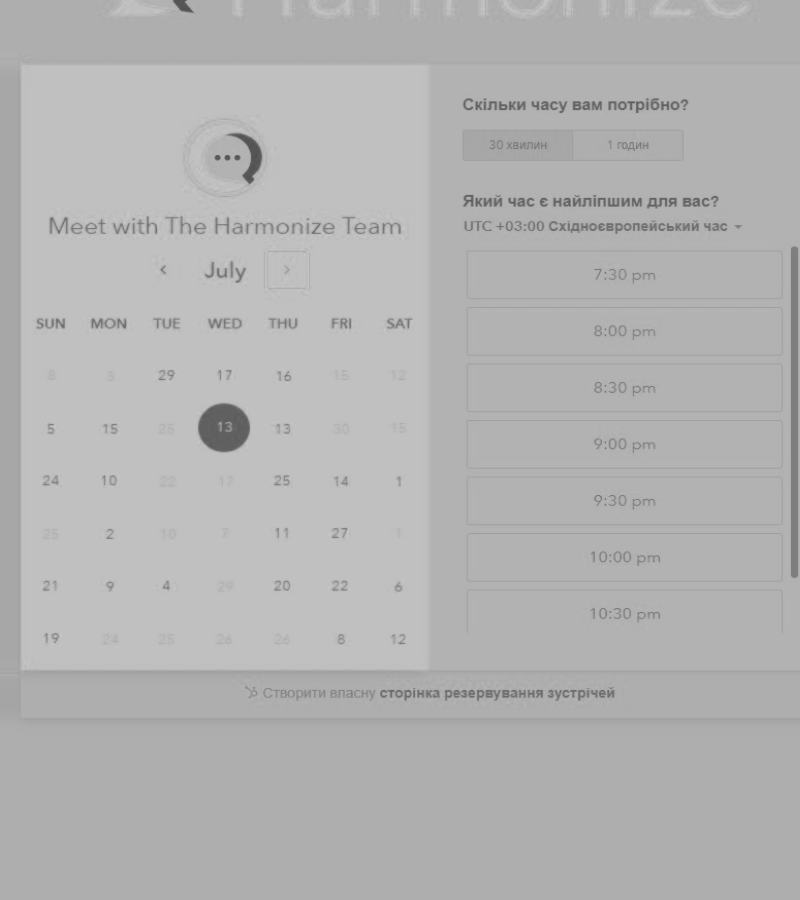 Harmonize
Meet with The Harmonize Team
July
SUN MON TUE WED THU FRI SAT
8 5 29 17 16 15 12
5 15 25 13 13 30 15
24 10 22 17 25 14 1
25 2 10 7 11 27 1
21 9 4 29 20 22 6
19 24 25 26 26 8 12
Скільки часу вам потрібно?
30 хвилин 1 годин
Який час є найліпшим для вас?
UTC +03:00 Східноєвропейський час
7:30 pm
8:00 pm
8:30 pm
9:00 pm
9:30 pm
10:00 pm
10:30 pm
Створити власну сторінка резервування зустрічей